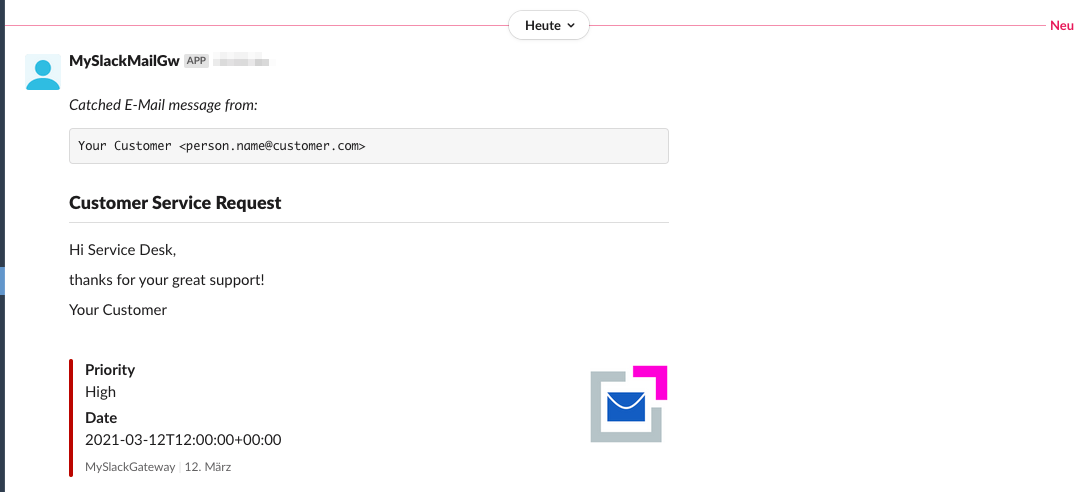 Heute
Neu
MySlackMailGw APP
Catched E-Mail message from:
Your Customer <person.name@customer.com>
Customer Service Request
Hi Service Desk,
thanks for your great support!
Your Customer
Priority
High
Date
2021-03-12T12:00:00+00:00
MySlackGateway | 12. März